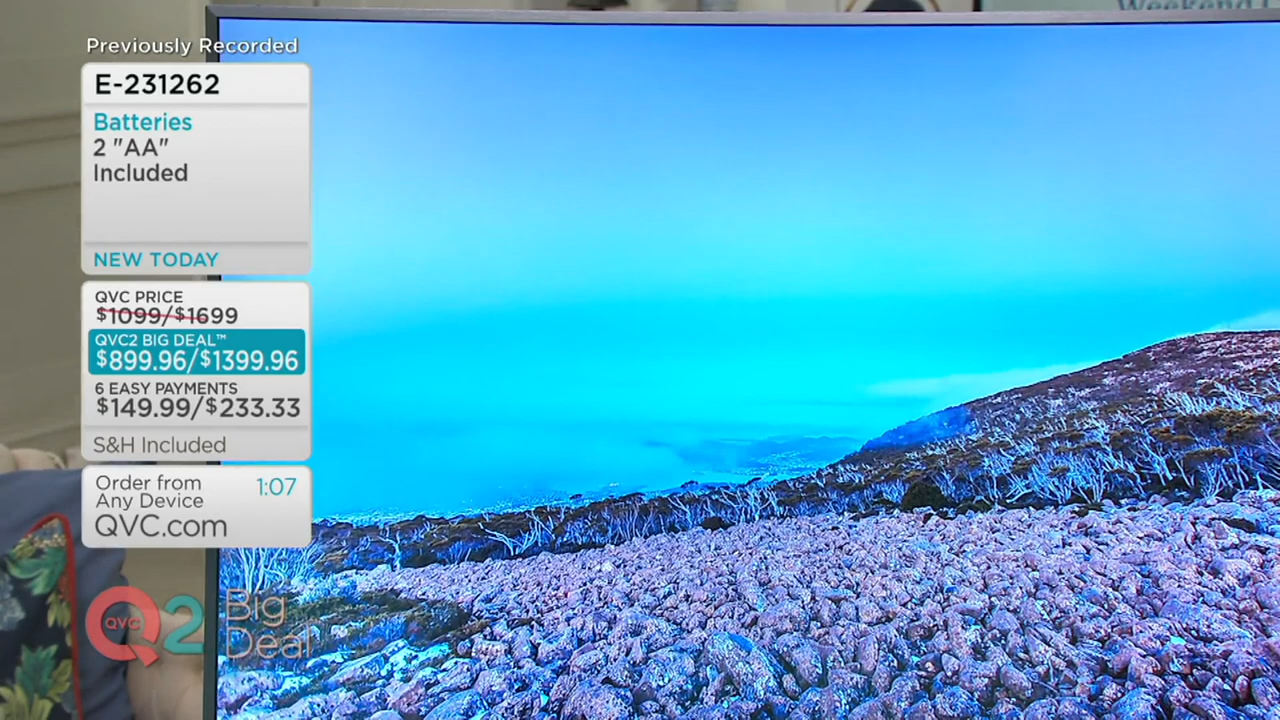 Weekend
Previously Recorded
E-231262
Batteries
2 "AA"
Included
NEW TODAY
QVC PRICE
$1099/$1699
QVC2 BIG DEAL™
$899.96/$1399.96
6 EASY PAYMENTS
$149.99/$233.33
S&H Included
Order from 1:07
Any Device
QVC.com
QVC 2 Big
Deal